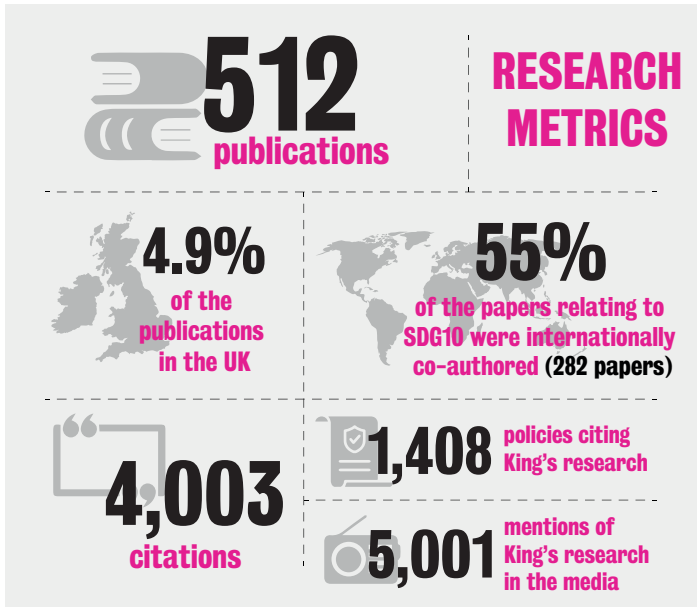 512
publications
RESEARCH
METRICS
4.9%
of the
publications
in the UK
55%
of the papers relating to
SDG10 were internationally
co-authored (282 papers)
4,003
citations
1,408
policies citing
King’s research
5,001
mentions of
King’s research
in the media